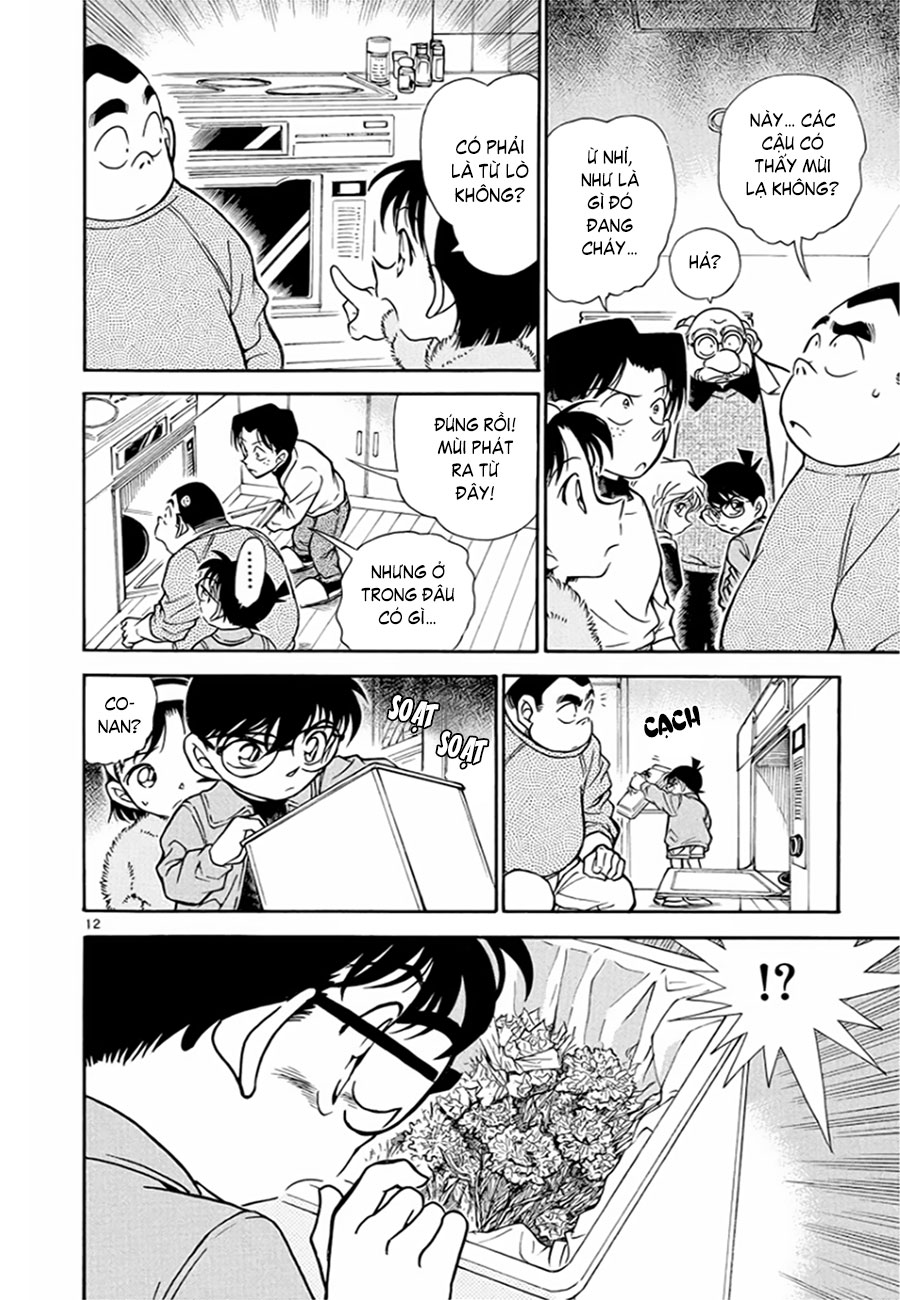 NÀY... CÁC
CẬU CÓ
THẤY MÙI
LẠ KHÔNG?
HẢ?
Ừ NHỈ,
NHƯ LÀ
GÌ ĐÓ
ĐANG
CHÁY...
CÓ PHẢI
LÀ TỪ LÒ
KHÔNG?
ĐÚNG RỒI!
MÙI PHÁT
RA TỪ
ĐÂY!
NHƯNG Ở
TRONG ĐÂU
CÓ GÌ...
......
CẠCH
SOẠT
SOẠT
CO-
NAN?
12
!?